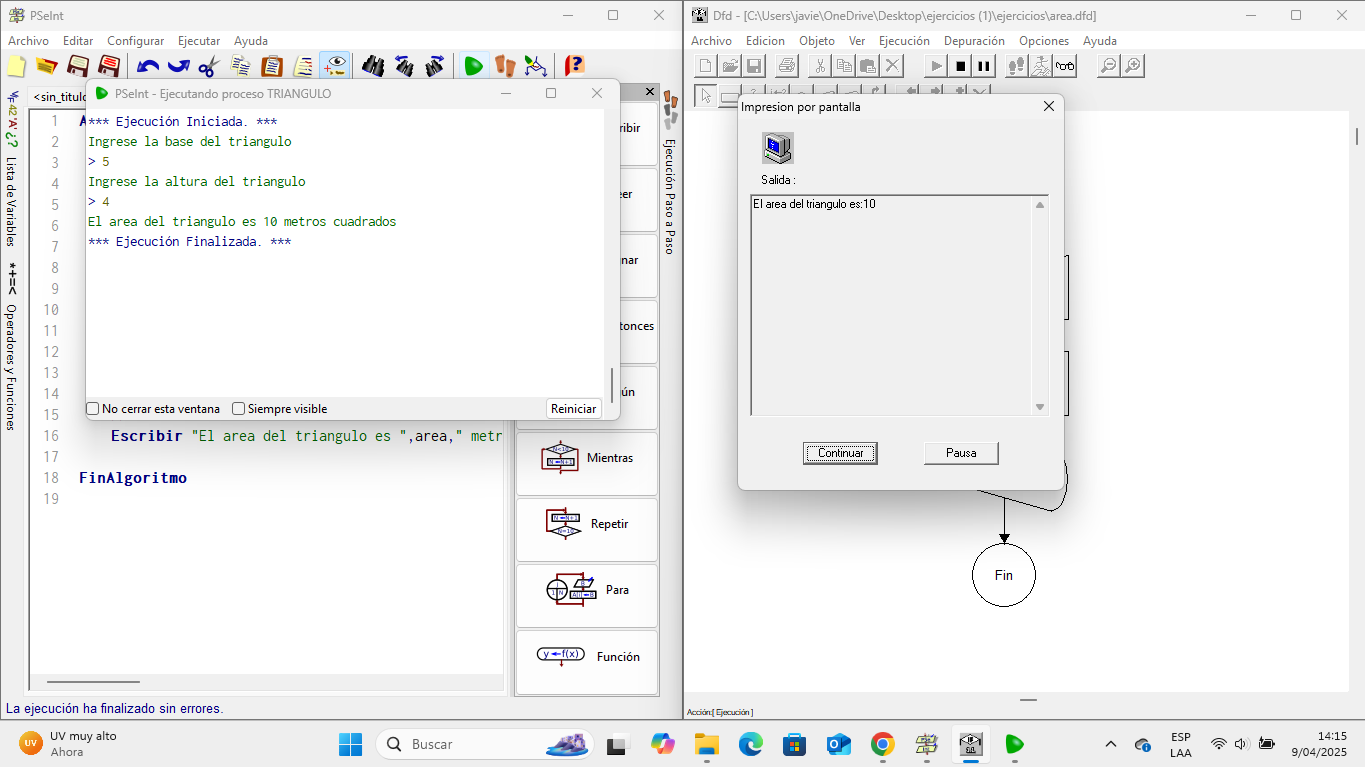 PSeInt
Archivo Editar Configurar Ejecutar Ayuda
<sin_titulo
PSeInt - Ejecutando proceso TRIANGULO
*** Ejecución Iniciada. ***
Ingrese la base del triangulo
> 5
Ingrese la altura del triangulo
> 4
El area del triangulo es 10 metros cuadrados
*** Ejecución Finalizada. ***
No cerrar esta ventana
Siempre visible
Reiniciar
1
2
3
4
5
6
7
8
9
10
11
12
13
14
15
16 Escribir "El area del triangulo es ",area," metr
17
18 FinAlgoritmo
19
Lista de Variables
*+=<
Operadores y Funciones
ribir
eer
nar
tonces
ún
Mientras
Repetir
Para
y←f(x)
Función
Ejecución Paso a Paso
La ejecución ha finalizado sin errores.
Dfd - [C:\Users\javie\OneDrive\Desktop\ejercicios (1)\ejercicios\area.dfd]
Archivo Edicion Objeto Ver Ejecución Depuración Opciones Ayuda
Impresion por pantalla
Salida :
El area del triangulo es:10
Continuar
Pausa
Fin
Acción:[ Ejecución ]
UV
UV muy alto
Ahora
Buscar
ESP
LAA
14:15
9/04/2025